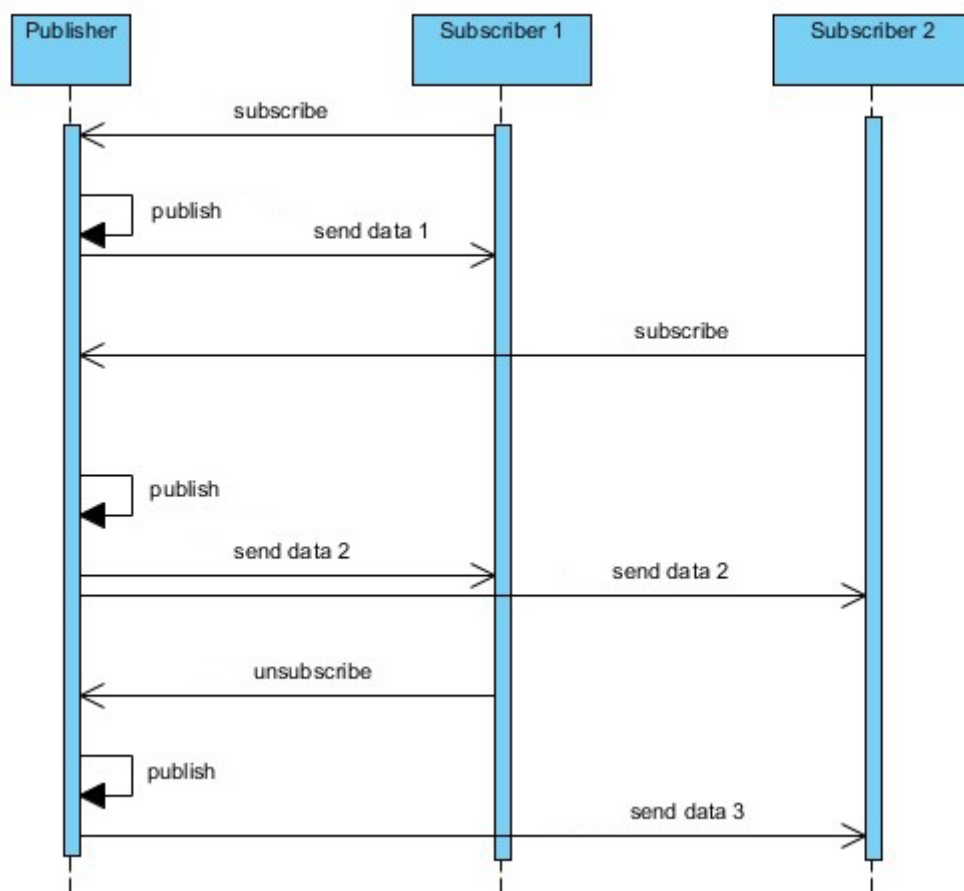 Publisher
Subscriber 1
Subscriber 2
subscribe
publish
send data 1
subscribe
publish
send data 2
send data 2
unsubscribe
publish
send data 3